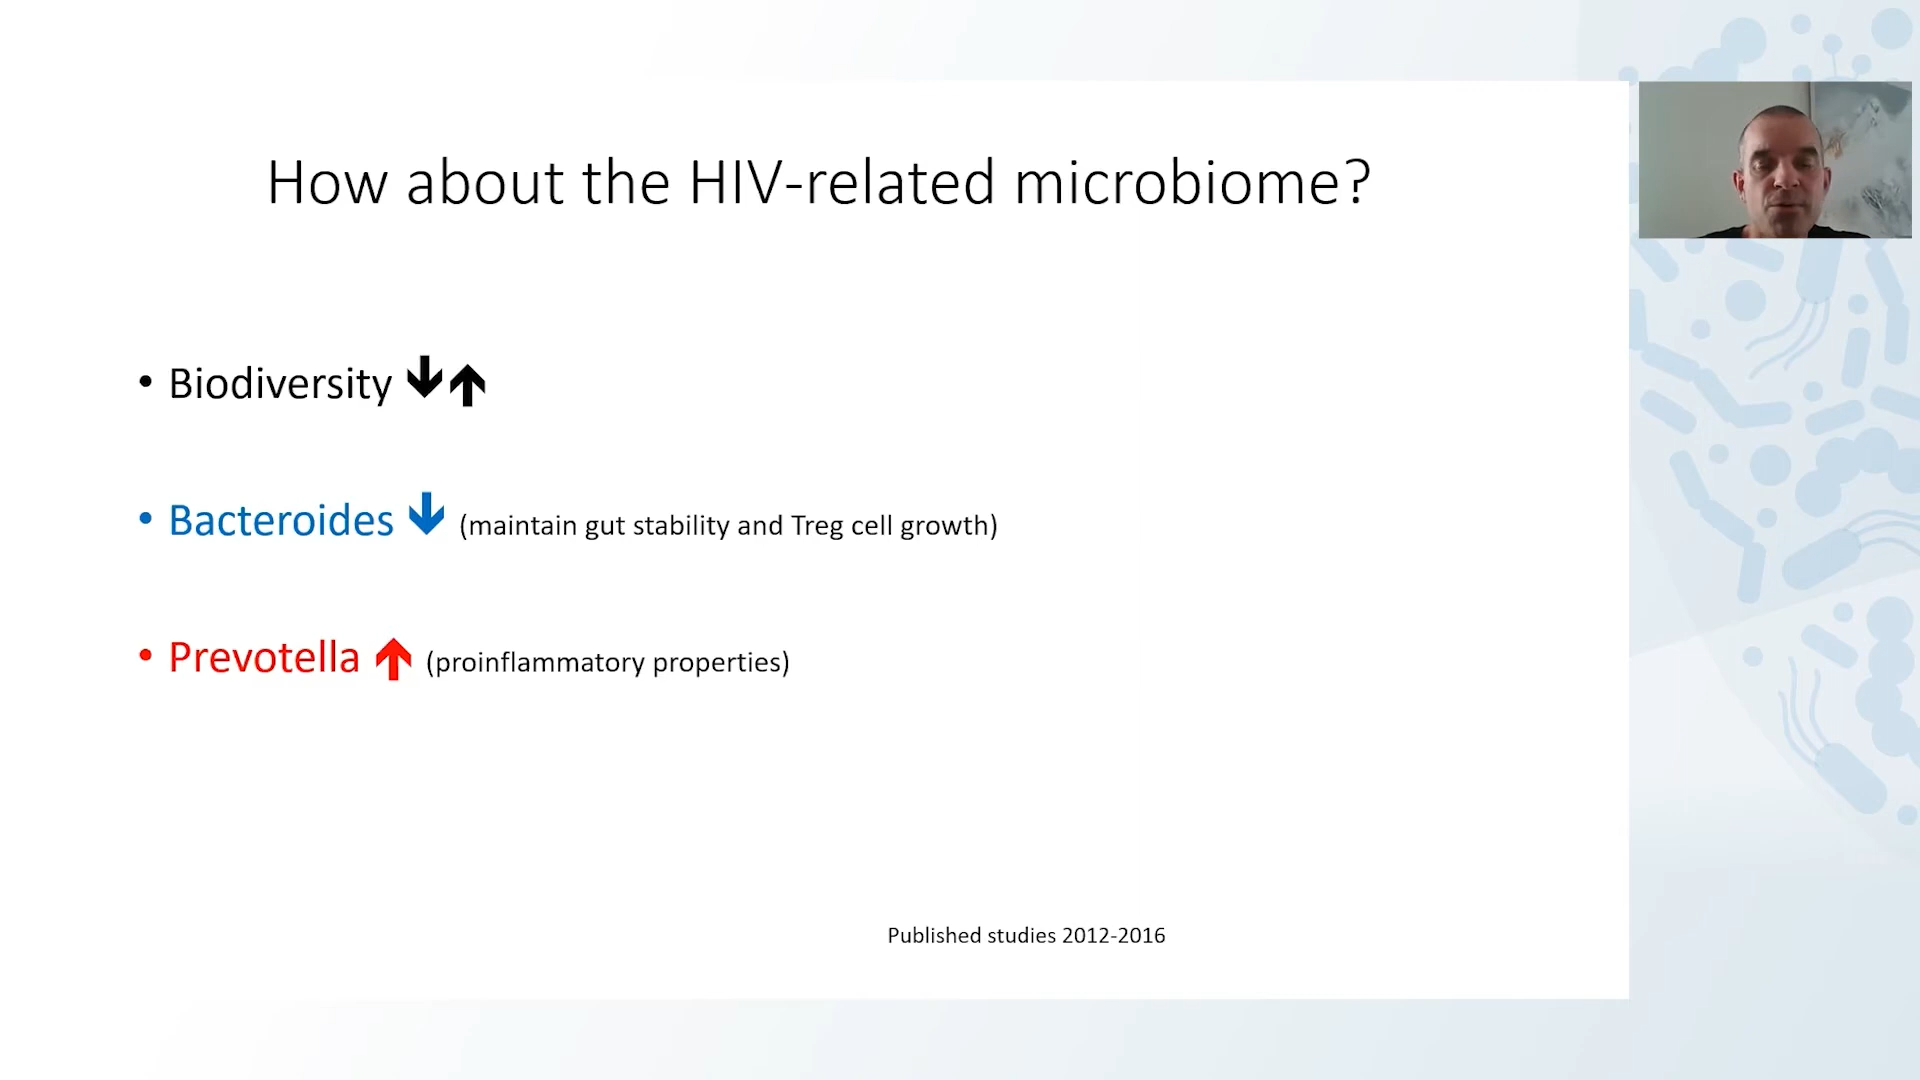 How about the HIV-related microbiome?
• Biodiversity 🡻🡹
• Bacteroides 🡻 (maintain gut stability and Treg cell growth)
• Prevotella 🡹 (proinflammatory properties)
Published studies 2012-2016